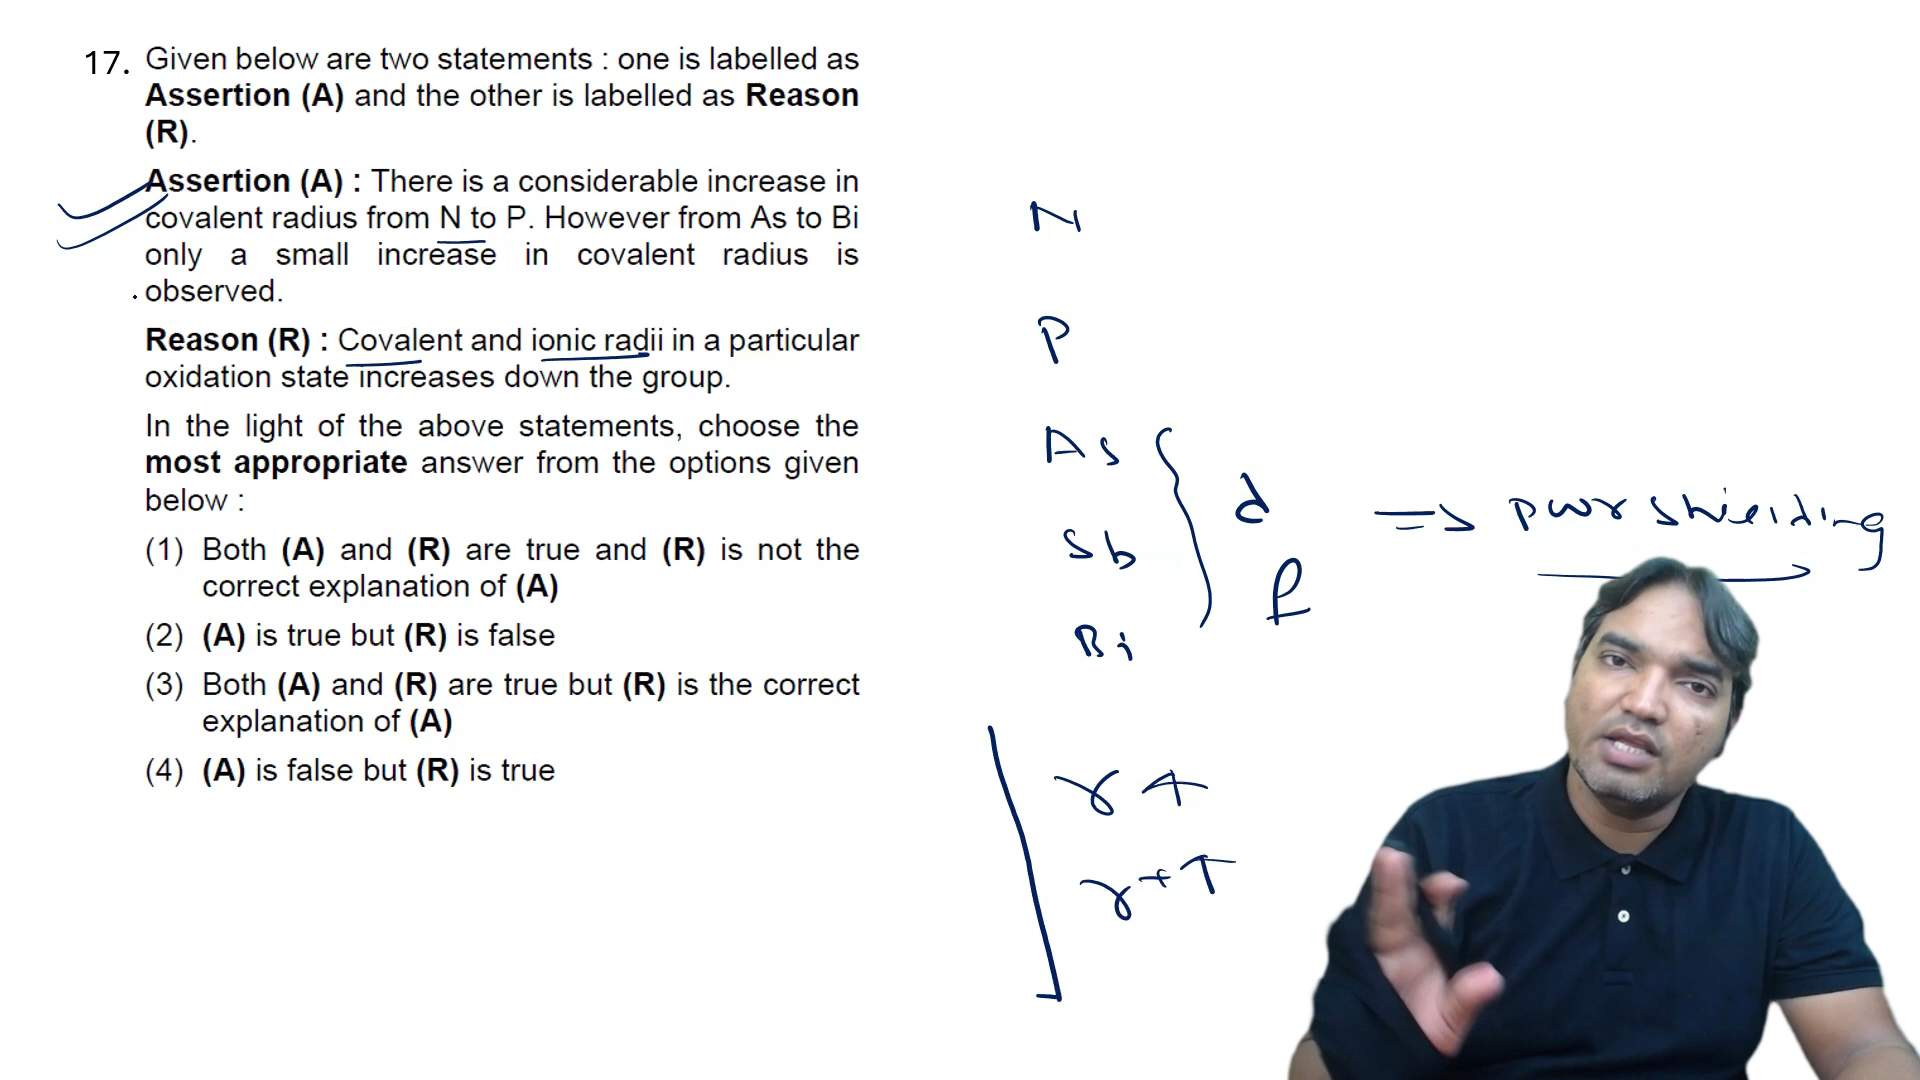 17. Given below are two statements : one is labelled as
Assertion (A) and the other is labelled as Reason
(R).
Assertion (A) : There is a considerable increase in
covalent radius from N to P. However from As to Bi
only a small increase in covalent radius is
observed.
Reason (R) : Covalent and ionic radii in a particular
oxidation state increases down the group.
In the light of the above statements, choose the
most appropriate answer from the options given
below :
(1) Both (A) and (R) are true and (R) is not the
correct explanation of (A)
(2) (A) is true but (R) is false
(3) Both (A) and (R) are true but (R) is the correct
explanation of (A)
(4) (A) is false but (R) is true
N
P
As
Sb
Bi
d
f
⇒ poor shielding
r ↑
r+ ↑